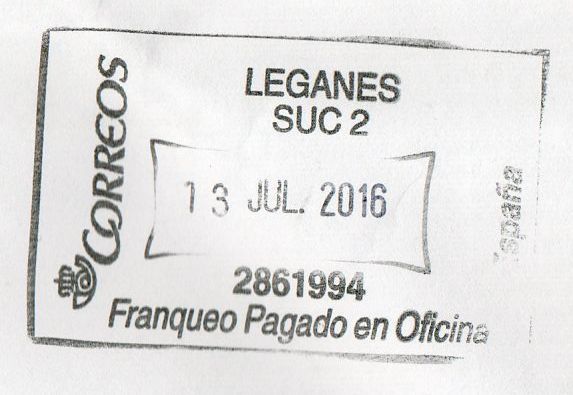 CORREOS
LEGANES
SUC 2
13 JUL. 2016
2861994
Franqueo Pagado en Oficina
España